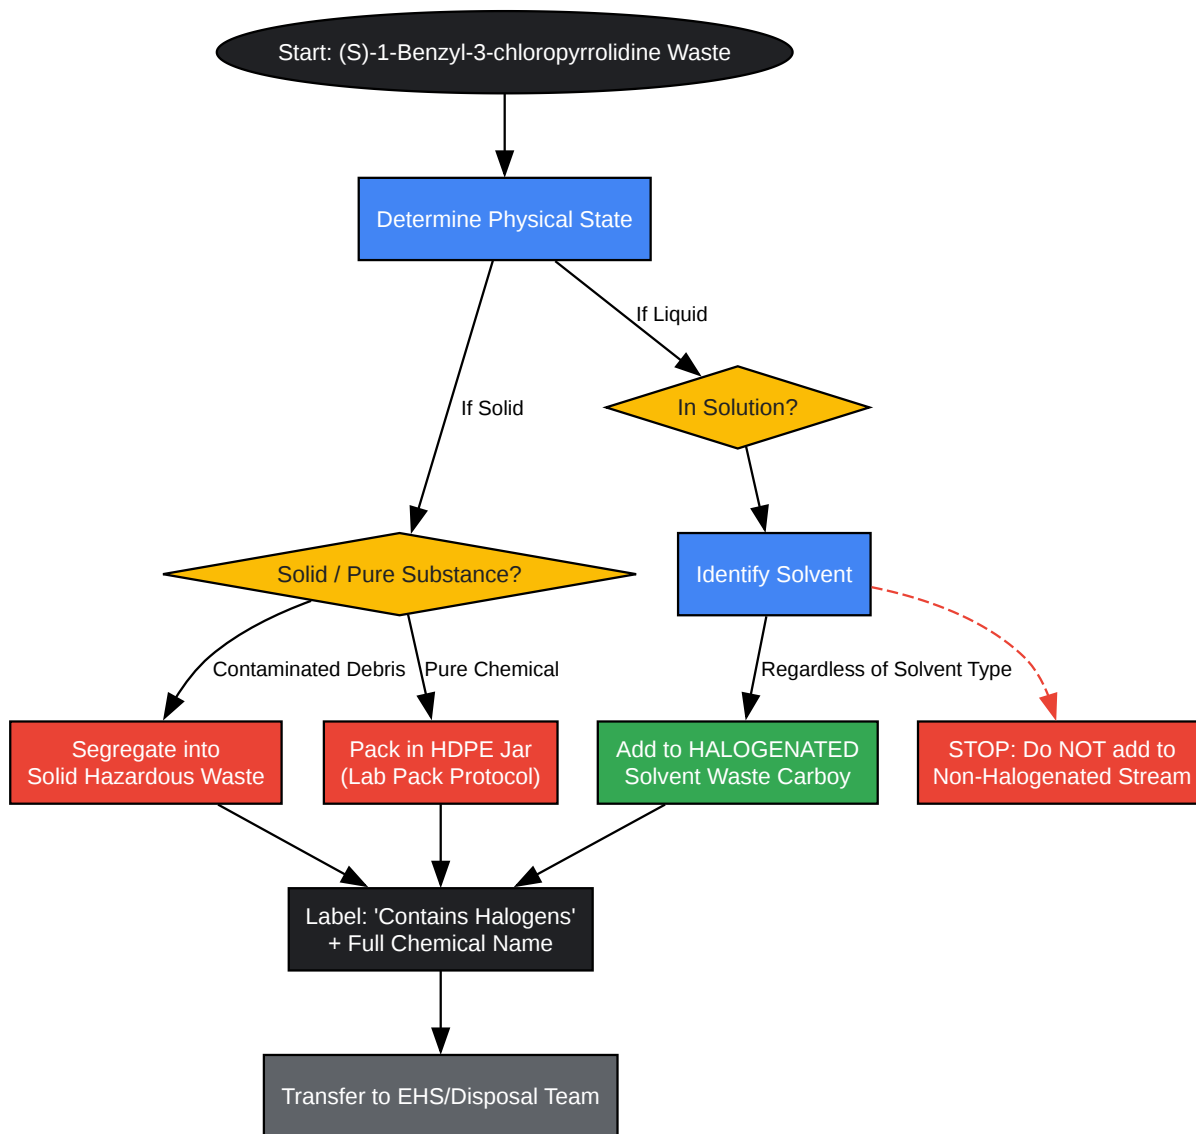 Start: (S)-1-Benzyl-3-chloropyrrolidine Waste
Determine Physical State
If Liquid
If Solid
In Solution?
Solid / Pure Substance?
Identify Solvent
Contaminated Debris
Pure Chemical
Regardless of Solvent Type
Segregate into
Solid Hazardous Waste
Pack in HDPE Jar
(Lab Pack Protocol)
Add to HALOGENATED
Solvent Waste Carboy
STOP: Do NOT add to
Non-Halogenated Stream
Label: 'Contains Halogens'
+ Full Chemical Name
Transfer to EHS/Disposal Team